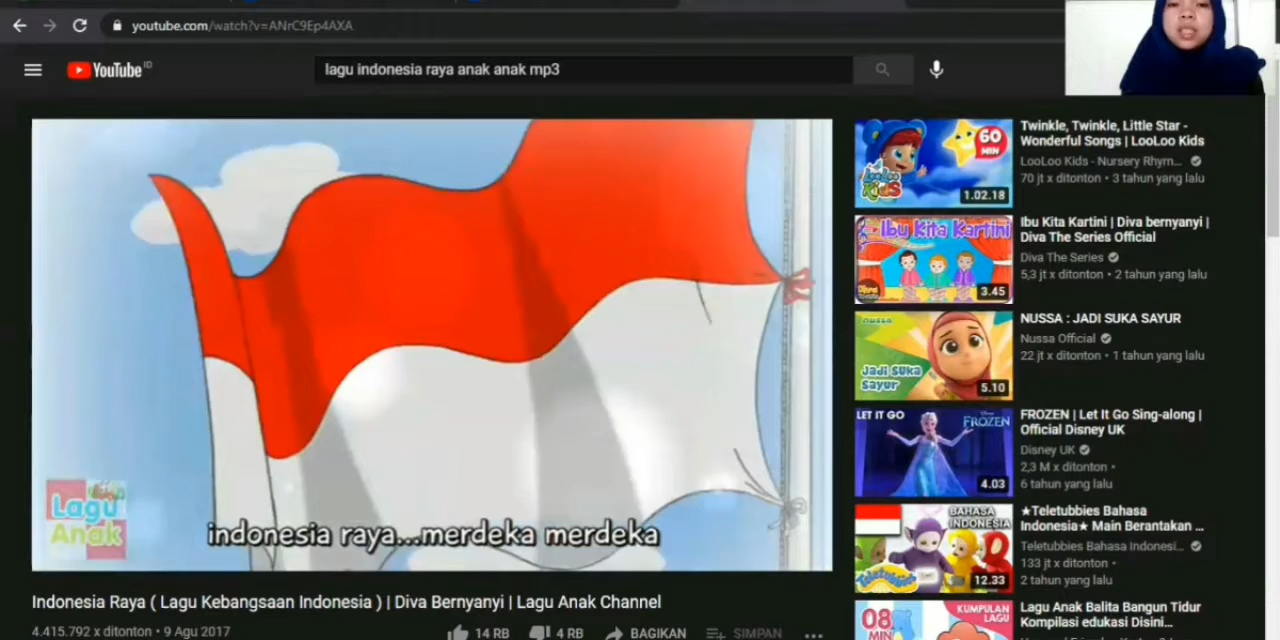 youtube.com/watch?v=ANrC9Ep4AXA
YouTube ID
lagu indonesia raya anak anak mp3
Lagu
Anak
indonesia raya...merdeka merdeka
Indonesia Raya ( Lagu Kebangsaan Indonesia ) | Diva Bernyanyi | Lagu Anak Channel
4.415.792 x ditonton • 9 Agu 2017
14 RB
4 RB
BAGIKAN
SIMPAN
60
MIN
LooLoo
Kids
1.02.18
Twinkle, Twinkle, Little Star -
Wonderful Songs | LooLoo Kids
LooLoo Kids - Nursery Rhym...
70 jt x ditonton • 3 tahun yang lalu
Ibu Kita Kartini
3.45
Ibu Kita Kartini | Diva bernyanyi |
Diva The Series Official
Diva The Series
5,3 jt x ditonton • 2 tahun yang lalu
nussa
Jadi Suka
Sayur
5.10
NUSSA : JADI SUKA SAYUR
Nussa Official
22 jt x ditonton • 1 tahun yang lalu
LET IT GO
FROZEN
4.03
FROZEN | Let It Go Sing-along |
Official Disney UK
Disney UK
2,3 M x ditonton •
6 tahun yang lalu
BAHASA
INDONESIA
Teletubbies
12.33
★Teletubbies Bahasa
Indonesia★ Main Berantakan ...
Teletubbies Bahasa Indonesi...
133 jt x ditonton •
2 tahun yang lalu
08
MIN
KUMPULAN
LAGU
Lagu Anak Balita Bangun Tidur
Kompilasi edukasi Disini...